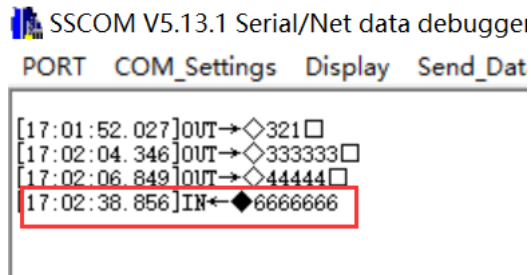 SSCOM V5.13.1 Serial/Net data debugger
PORT COM_Settings Display Send_Dat
[17:01:52.027]OUT→◇321□
[17:02:04.346]OUT→◇333333□
[17:02:06.849]OUT→◇44444□
[17:02:38.856]IN←◆6666666